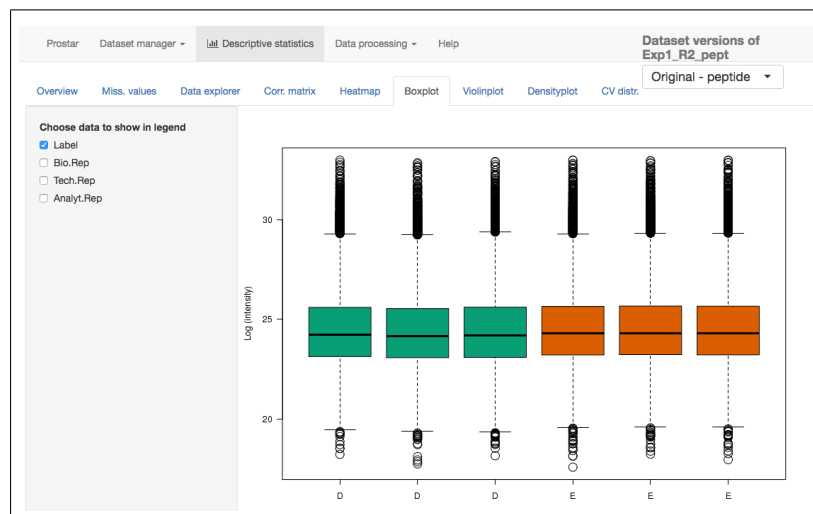 Prostar Dataset manager Descriptive statistics Data processing Help
Dataset versions of
Exp1_R2_pept
Original - peptide
Overview Miss. values Data explorer Corr. matrix Heatmap Boxplot Violinplot Densityplot CV distr.
Choose data to show in legend
Label
Bio.Rep
Tech.Rep
Analyt.Rep
Log (intensity)
30
25
20
D D D E E E